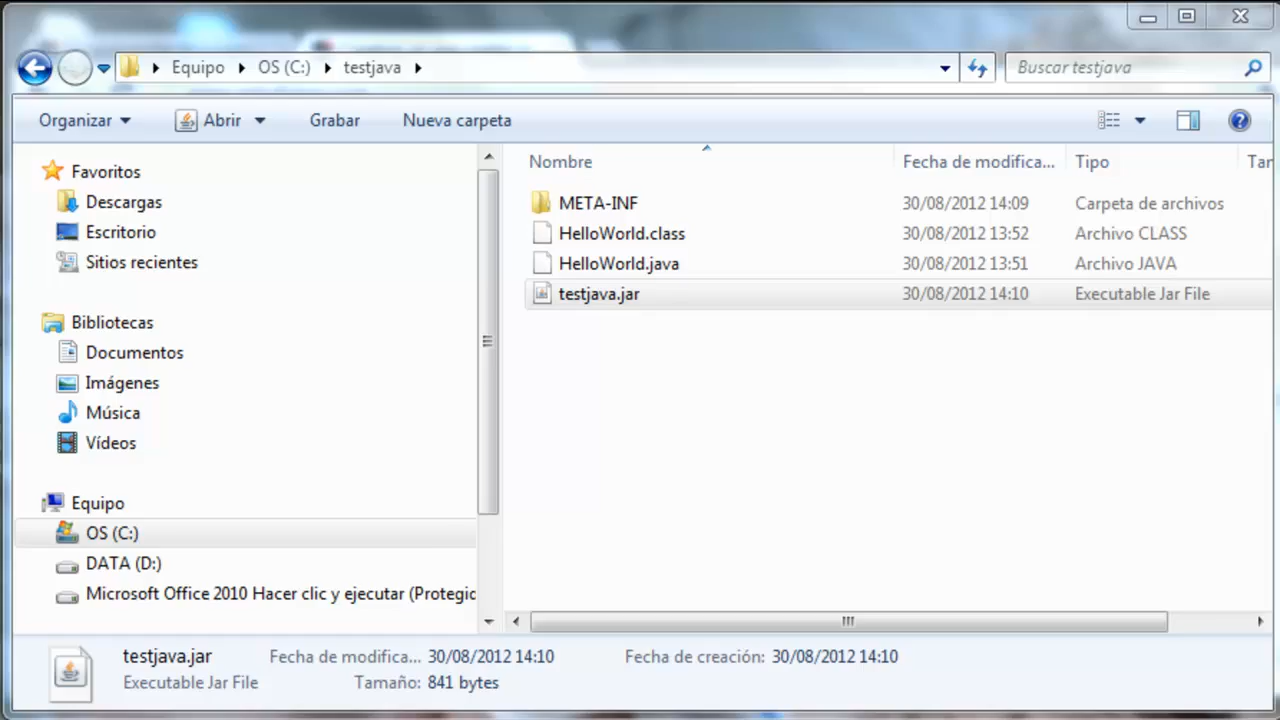 Equipo OS (C:) testjava Buscar testjava
Organizar Abrir Grabar Nueva carpeta
Favoritos
Descargas
Escritorio
Sitios recientes
Bibliotecas
Documentos
Imágenes
Música
Vídeos
Equipo
OS (C:)
DATA (D:)
Microsoft Office 2010 Hacer clic y ejecutar (Protegic
Nombre Fecha de modifica... Tipo Tar
META-INF 30/08/2012 14:09 Carpeta de archivos
HelloWorld.class 30/08/2012 13:52 Archivo CLASS
HelloWorld.java 30/08/2012 13:51 Archivo JAVA
testjava.jar 30/08/2012 14:10 Executable Jar File
testjava.jar Fecha de modifica... 30/08/2012 14:10 Fecha de creación: 30/08/2012 14:10
Executable Jar File Tamaño: 841 bytes